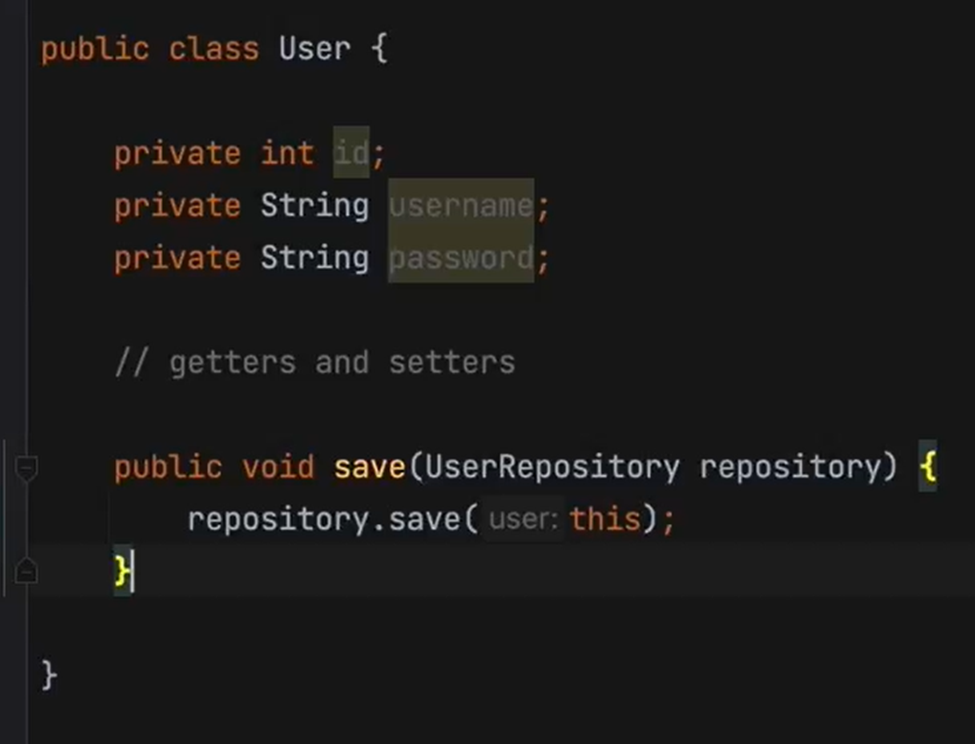 public class User {
private int id;
private String username;
private String password;
// getters and setters
public void save(UserRepository repository) {
repository.save( user: this);
}
}